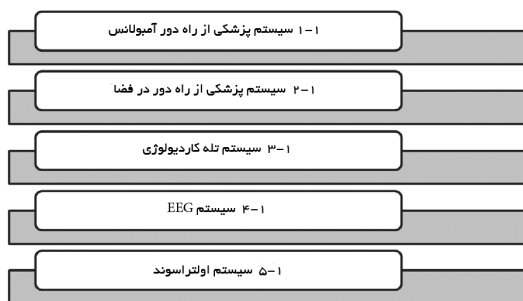 ۱-۱ سیستم پزشکی از راه دور آمبولانس
۲-۱ سیستم پزشکی از راه دور در فضا
۳-۱ سیستم تله کاردیولوژی
۴-۱ سیستم EEG
۵-۱ سیستم اولتراسوند